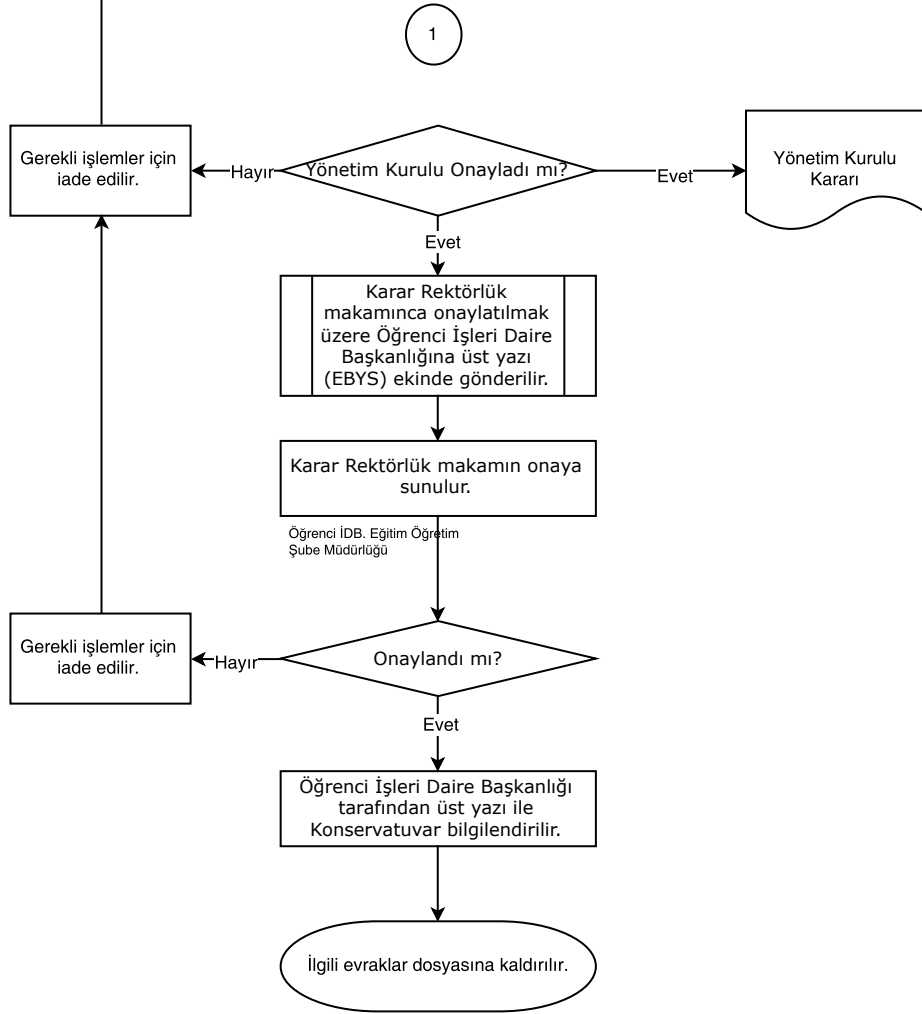 1
Gerekli işlemler için
iade edilir.
Hayır
Yönetim Kurulu Onayladı mı?
Evet
Yönetim Kurulu
Kararı
Evet
Karar Rektörlük
makamınca onaylatılmak
üzere Öğrenci İşleri Daire
Başkanlığına üst yazı
(EBYS) ekinde gönderilir.
Karar Rektörlük makamın onaya
sunulur.
Öğrenci İDB. Eğitim Öğretim
Şube Müdürlüğü
Gerekli işlemler için
iade edilir.
Hayır
Onaylandı mı?
Evet
Öğrenci İşleri Daire Başkanlığı
tarafından üst yazı ile
Konservatuvar bilgilendirilir.
İlgili evraklar dosyasına kaldırılır.